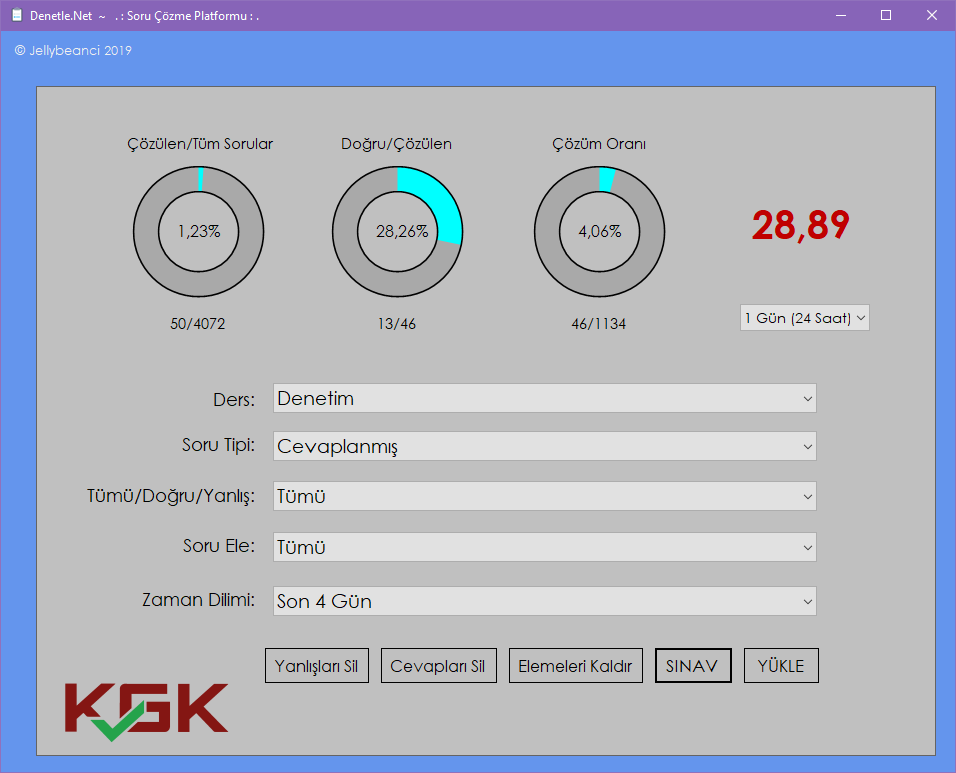 Denetle.Net ~ . : Soru Çözme Platformu : .
© Jellybeanci 2019
Çözülen/Tüm Sorular
Doğru/Çözülen
Çözüm Oranı
1,23%
28,26%
4,06%
28,89
50/4072
13/46
46/1134
1 Gün (24 Saat)
Ders: Denetim
Soru Tipi: Cevaplanmış
Tümü/Doğru/Yanlış: Tümü
Soru Ele: Tümü
Zaman Dilimi: Son 4 Gün
Yanlışları Sil
Cevapları Sil
Elemeleri Kaldır
SINAV
YÜKLE
KGK